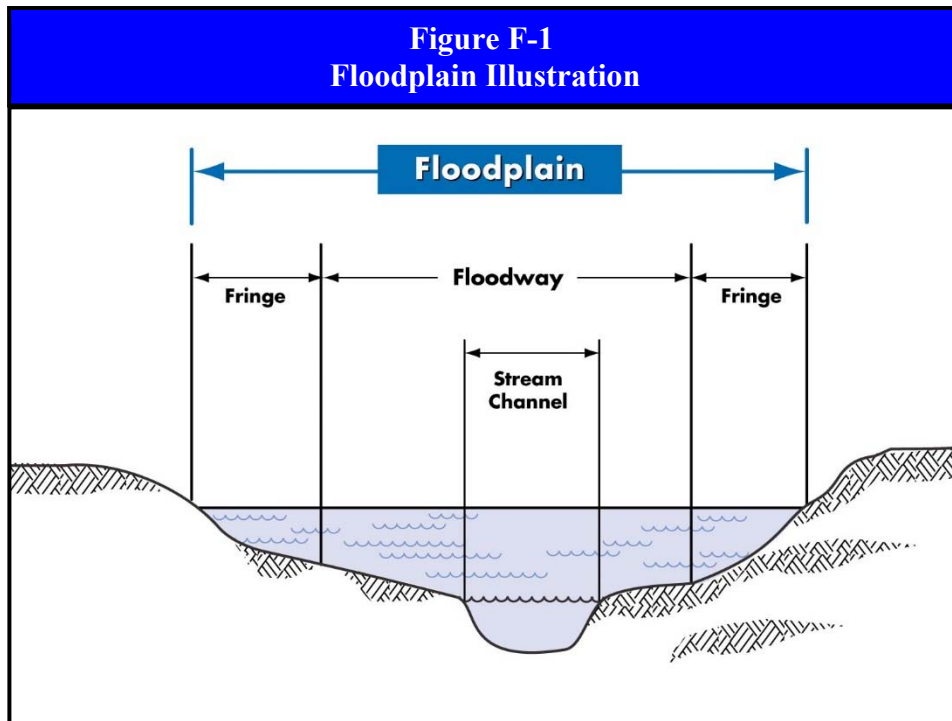 Figure F-1
Floodplain Illustration
Floodplain
Fringe
Floodway
Fringe
Stream
Channel